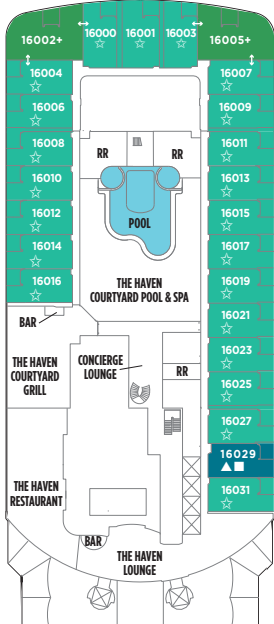 16002+
16000
16001
16003
16005+
16004
16007
16006
16009
16008
16011
RR
RR
16010
16013
16012
16015
POOL
16014
16017
16016
16019
THE HAVEN
COURTYARD POOL & SPA
16021
BAR
16023
THE HAVEN
COURTYARD
GRILL
CONCIERGE
LOUNGE
RR
16025
16027
16029
THE HAVEN
RESTAURANT
16031
BAR
THE HAVEN
LOUNGE